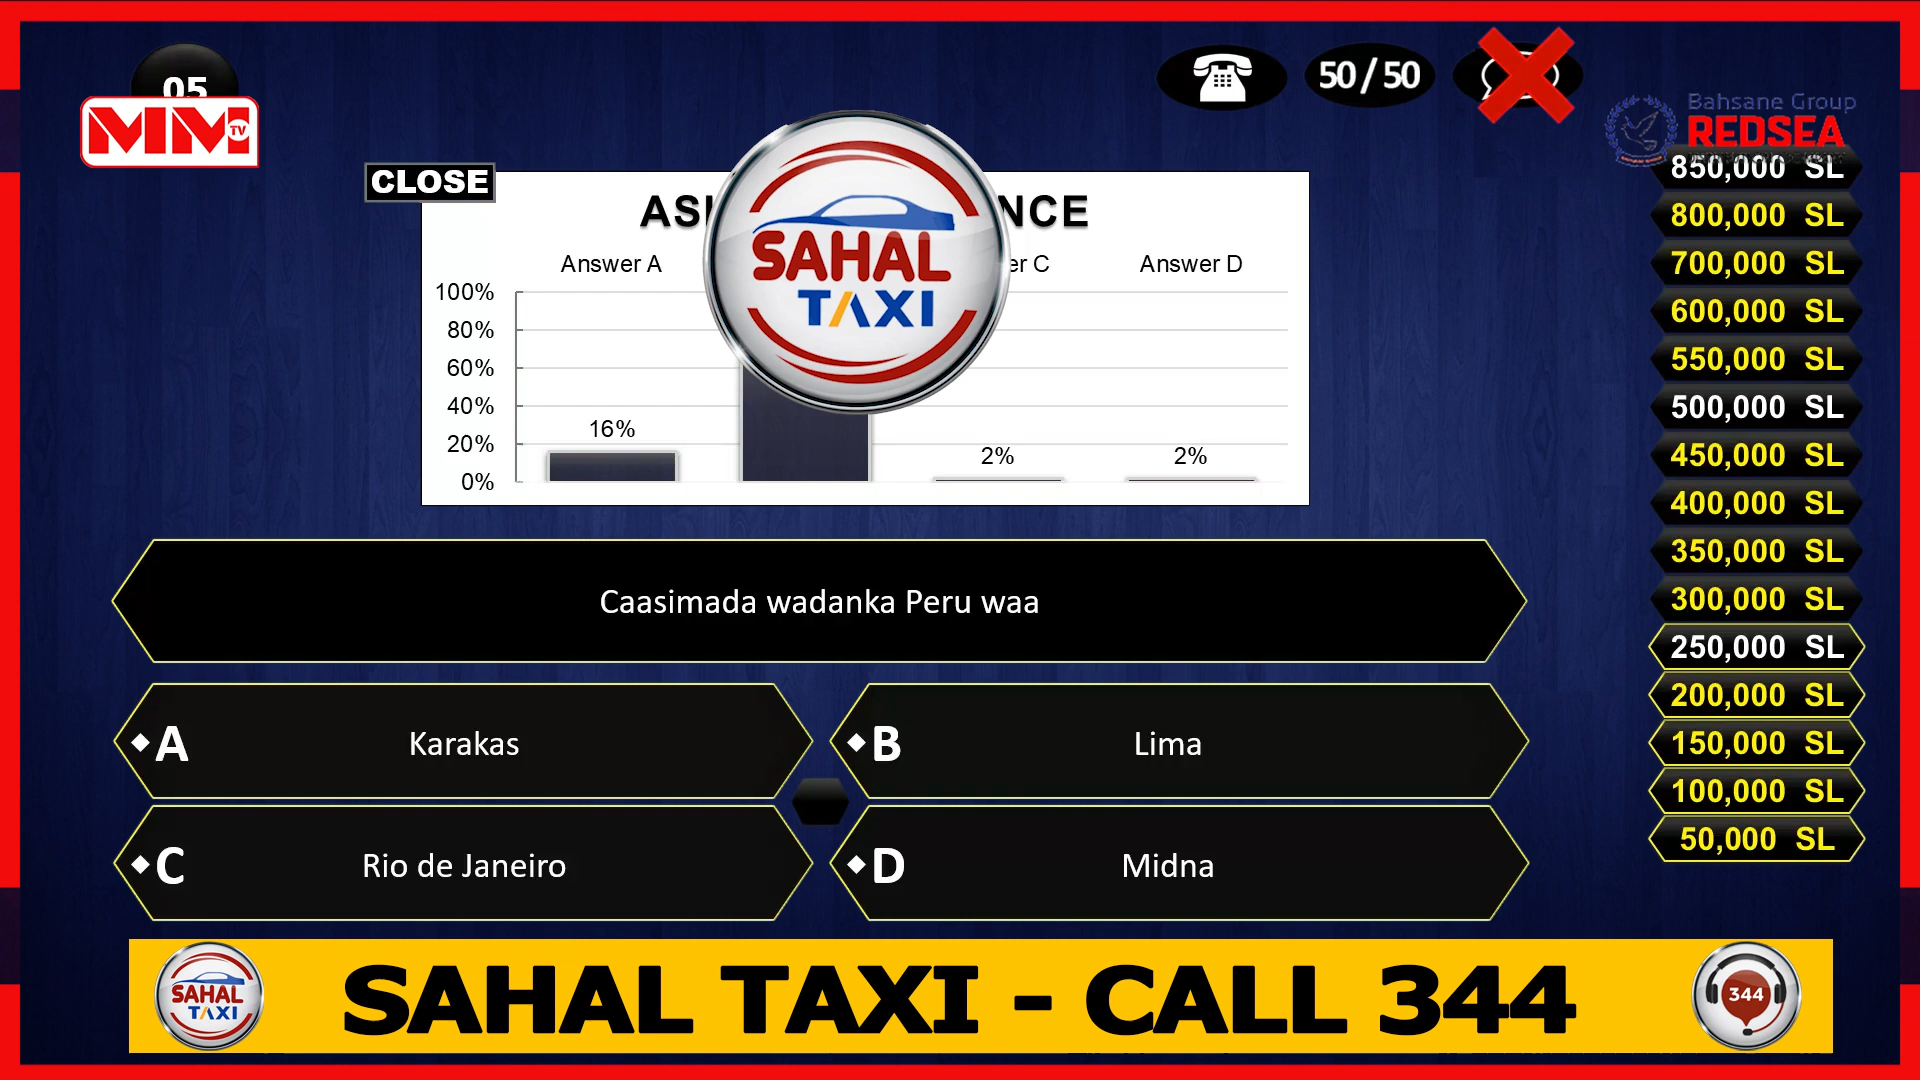 05
MM TV
50/50
Bahsane Group
REDSEA
CLOSE
Answer A
Answer D
100%
80%
60%
40%
20%
0%
16%
2%
2%
SAHAL
TAXI
850,000 SL
800,000 SL
700,000 SL
600,000 SL
550,000 SL
500,000 SL
450,000 SL
400,000 SL
350,000 SL
300,000 SL
250,000 SL
200,000 SL
150,000 SL
100,000 SL
50,000 SL
Caasimada wadanka Peru waa
A Karakas
B Lima
C Rio de Janeiro
D Midna
SAHAL
TAXI
SAHAL TAXI - CALL 344
344